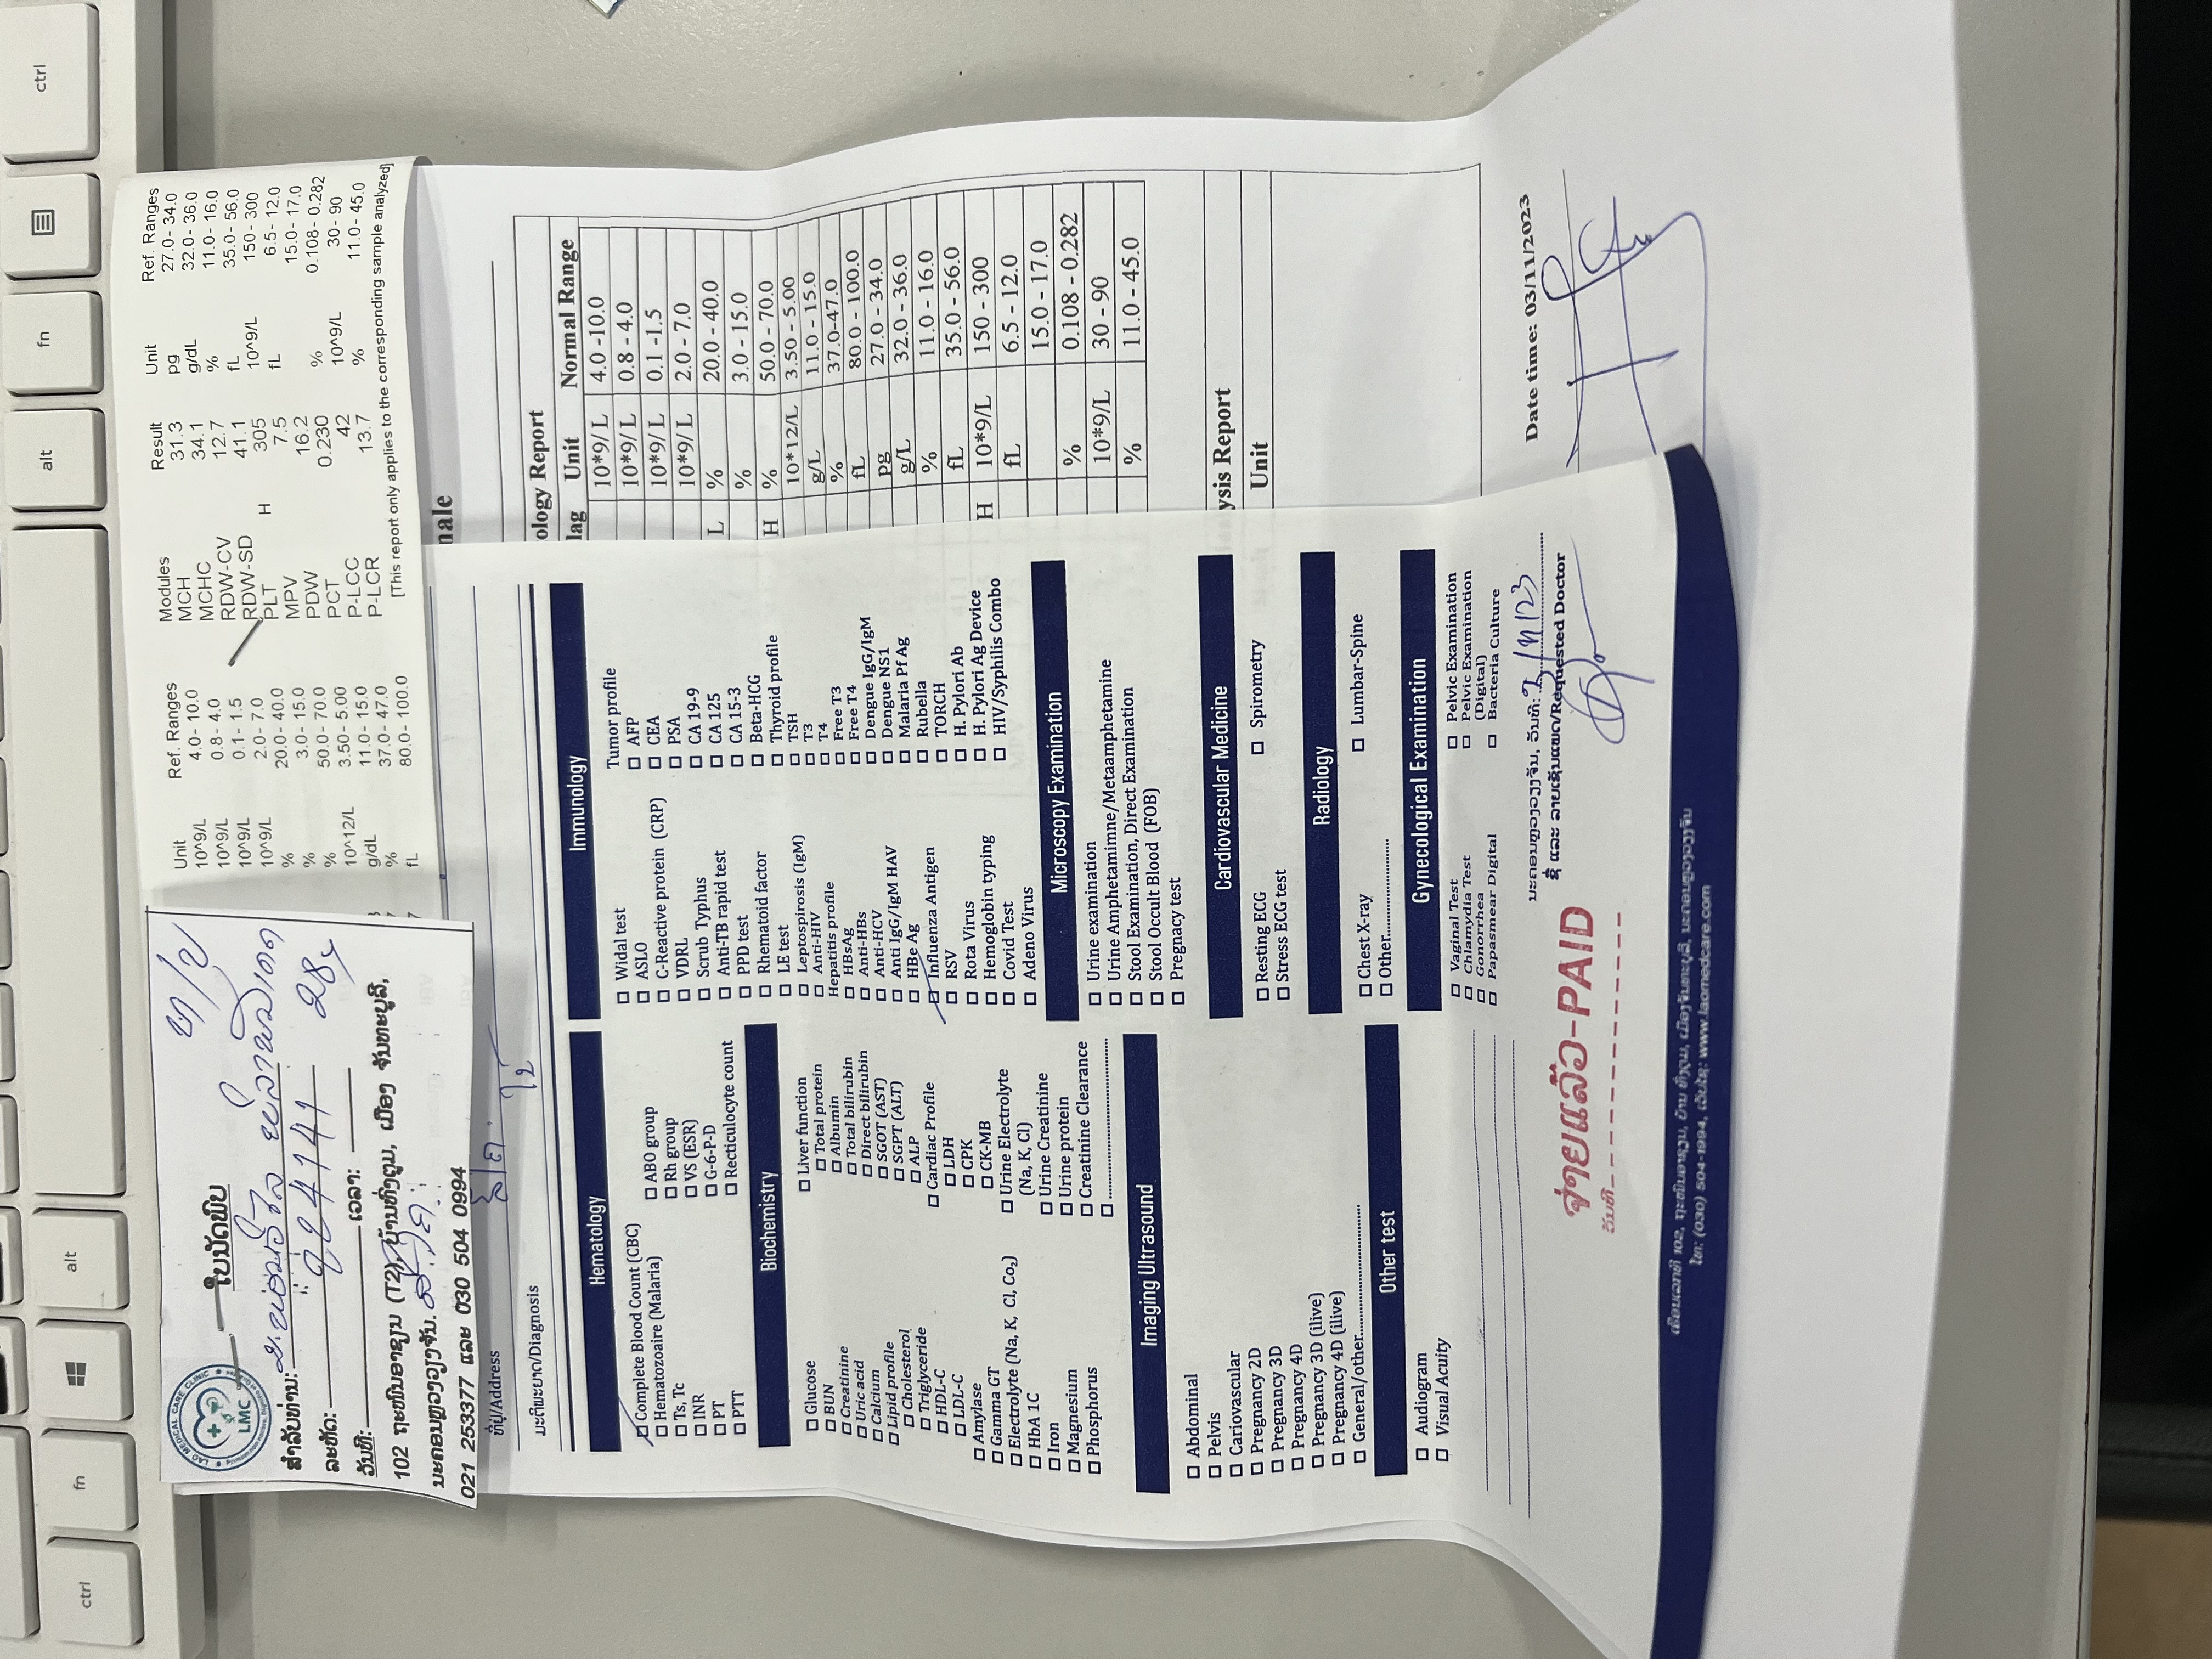 ctrl
fn
alt
alt
fn
ctrl
LAO MEDICAL CARE CLINIC
LMC
ໃບນັດພົບ
ສຳລັບທ່ານ:
ລະຫັດ: 224141 28y
ວັນທີ: ເວລາ:
102 ຖະໜົນອາຊຽນ (T2), ບ້ານທົ່ງຕູມ, ເມືອງ ຈັນທະບູລີ,
ນະຄອນຫຼວງວຽງຈັນ.
021 253377 ແລະ 030 504 0994
Unit Ref. Ranges Modules Result Unit Ref. Ranges
10^9/L 4.0- 10.0 MCH 31.3 pg 27.0- 34.0
10^9/L 0.8- 4.0 MCHC 34.1 g/dL 32.0- 36.0
10^9/L 0.1- 1.5 RDW-CV 12.7 % 11.0- 16.0
10^9/L 2.0- 7.0 RDW-SD 41.1 fL 35.0- 56.0
% 20.0- 40.0 PLT H 305 10^9/L 150- 300
% 3.0- 15.0 MPV 7.5 fL 6.5- 12.0
% 50.0- 70.0 PDW 16.2 15.0- 17.0
10^12/L 3.50- 5.00 PCT 0.230 % 0.108- 0.282
g/dL 11.0- 15.0 P-LCC 42 10^9/L 30- 90
% 37.0- 47.0 P-LCR 13.7 % 11.0- 45.0
fL 80.0- 100.0
[This report only applies to the corresponding sample analyzed]
ທີ່ຢູ່/Address
ມະຕິພະຍາດ/Diagnosis ໄຂ້
Hematology
Complete Blood Count (CBC)
Hematozoaire (Malaria)
Ts, Tc
INR
PT
PTT
ABO group
Rh group
VS (ESR)
G-6-P-D
Recticulocyte count
Biochemistry
Glucose
BUN
Creatinine
Uric acid
Calcium
Lipid profile
Cholesterol
Triglyceride
HDL-C
LDL-C
Amylase
Gamma GT
Electrolyte (Na, K, Cl, Co₂)
HbA 1C
Iron
Magnesium
Phosphorus
Liver function
Total protein
Albumin
Total bilirubin
Direct bilirubin
SGOT (AST)
SGPT (ALT)
ALP
Cardiac Profile
LDH
CPK
CK-MB
Urine Electrolyte
(Na, K, Cl)
Urine Creatinine
Urine protein
Creatinine Clearance
Imaging Ultrasound
Abdominal
Pelvis
Cariovascular
Pregnancy 2D
Pregnancy 3D
Pregnancy 4D
Pregnancy 3D (ilive)
Pregnancy 4D (ilive)
General/other
Other test
Audiogram
Visual Acuity
Immunology
Widal test
ASLO
C-Reactive protein (CRP)
VDRL
Scrub Typhus
Anti-TB rapid test
PPD test
Rhematoid factor
LE test
Leptospirosis (IgM)
Anti-HIV
Hepatitis profile
HBsAg
Anti-HBs
Anti-HCV
Anti IgG/IgM HAV
HBe Ag
Influenza Antigen
RSV
Rota Virus
Hemoglobin typing
Covid Test
Adeno Virus
Tumor profile
AFP
CEA
PSA
CA 19-9
CA 125
CA 15-3
Beta-HCG
Thyroid profile
TSH
T3
T4
Free T3
Free T4
Dengue IgG/IgM
Dengue NS1
Malaria Pf Ag
Rubella
TORCH
H. Pylori Ab
H. Pylori Ag Device
HIV/Syphilis Combo
Microscopy Examination
Urine examination
Urine Amphetamimne/Metaamphetamine
Stool Examination, Direct Examination
Stool Occult Blood (FOB)
Pregnacy test
Cardiovascular Medicine
Resting ECG
Stress ECG test
Spirometry
Radiology
Chest X-ray
Lumbar-Spine
Other
Gynecological Examination
Vaginal Test
Chlamydia Test
Gonorrhea
Papasmear Digital
Pelvic Examination
Pelvic Examination
(Digital)
Bacteria Culture
ນະຄອນຫຼວງວຽງຈັນ, ວັນທີ: 3/11/23
ຊື່ ແລະ ລາຍເຊັນແພດ/Requested Doctor
ຈ່າຍແລ້ວ-PAID
ວັນທີ
ເຮືອນເລກທີ 102, ຖະໜົນອາຊຽນ, ບ້ານ ທົ່ງຕູມ, ເມືອງຈັນທະບູລີ, ນະຄອນຫຼວງວຽງຈັນ
ໂທ: (030) 504-1994, ເວັບໄຊ: www.laomedcare.com
male
ology Report
lag Unit Normal Range
10*9/ L 4.0 -10.0
10*9/ L 0.8 - 4.0
10*9/ L 0.1 -1.5
10*9/ L 2.0 - 7.0
L % 20.0 - 40.0
% 3.0 - 15.0
H % 50.0 - 70.0
10*12/L 3.50 - 5.00
g/L 11.0 - 15.0
% 37.0-47.0
fL 80.0 - 100.0
pg 27.0 - 34.0
g/L 32.0 - 36.0
% 11.0 - 16.0
fL 35.0 - 56.0
H 10*9/L 150 - 300
fL 6.5 - 12.0
15.0 - 17.0
% 0.108 - 0.282
10*9/L 30 - 90
% 11.0 - 45.0
ysis Report
Unit
Date time: 03/11/2023